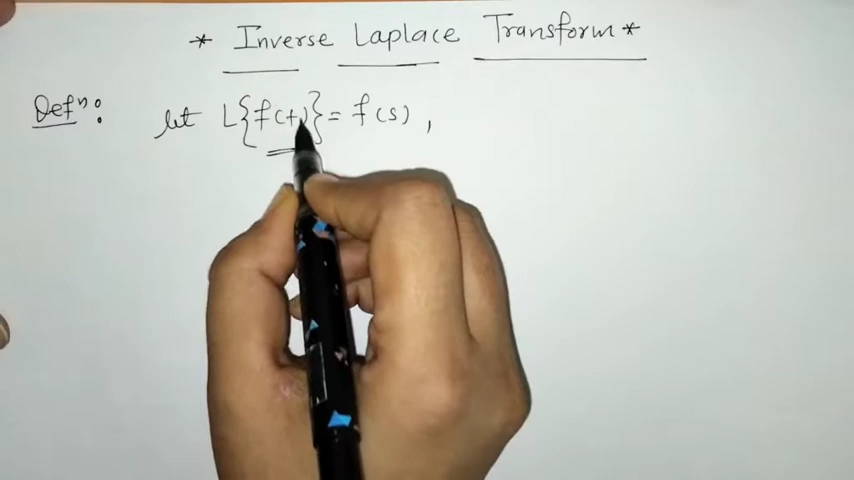 * Inverse Laplace Transform *
Defⁿ: let L{f(t)} = f(s),